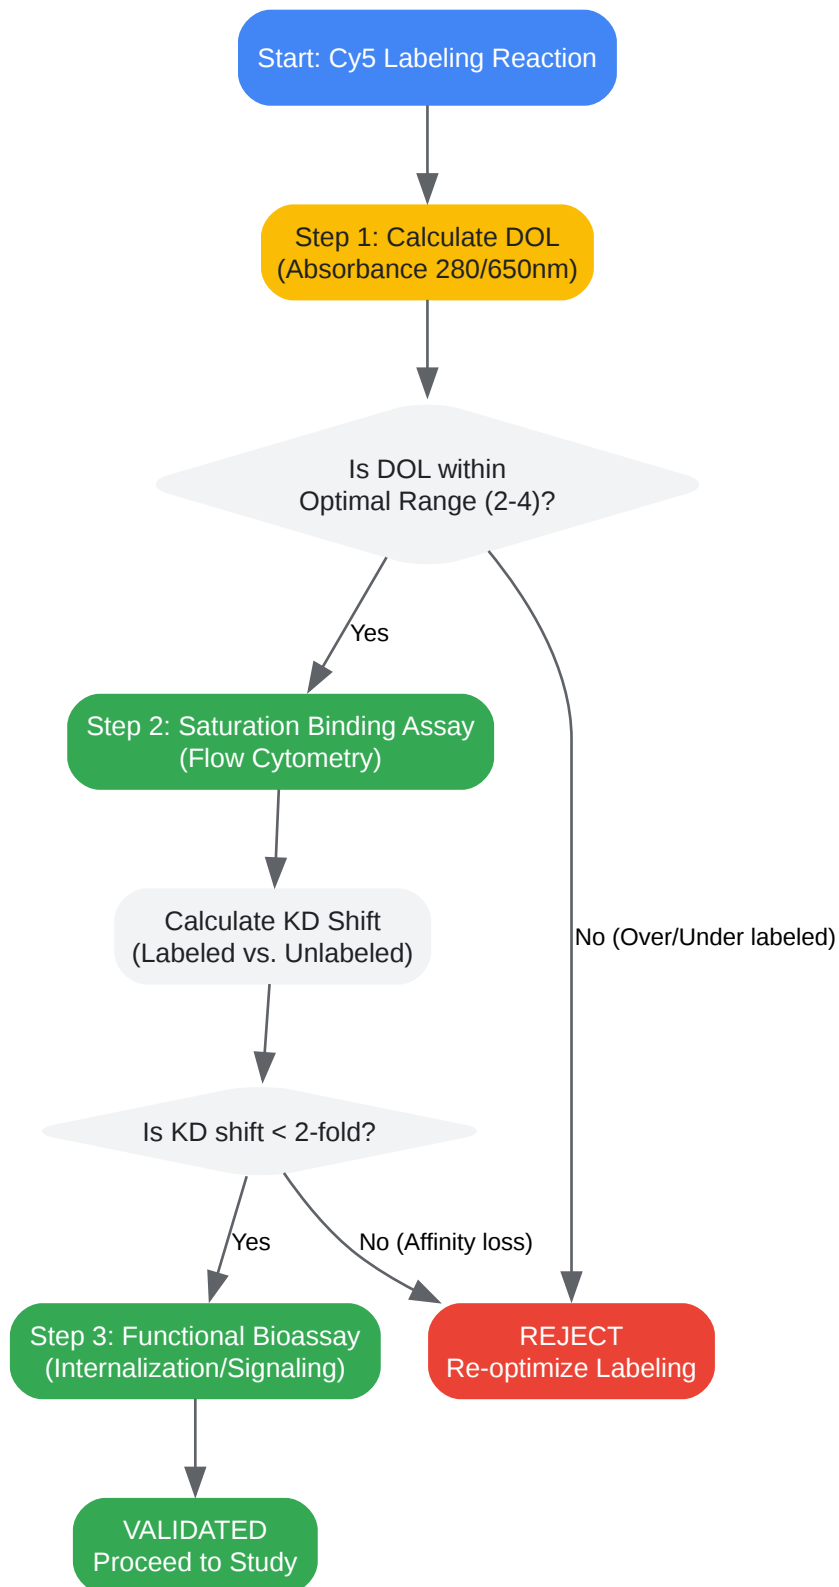 Start: Cy5 Labeling Reaction
Step 1: Calculate DOL
(Absorbance 280/650nm)
Is DOL within
Optimal Range (2-4)?
Yes
Step 2: Saturation Binding Assay
(Flow Cytometry)
Calculate KD Shift
(Labeled vs. Unlabeled)
No (Over/Under labeled)
Is KD shift < 2-fold?
Yes
No (Affinity loss)
Step 3: Functional Bioassay
(Internalization/Signaling)
REJECT
Re-optimize Labeling
VALIDATED
Proceed to Study